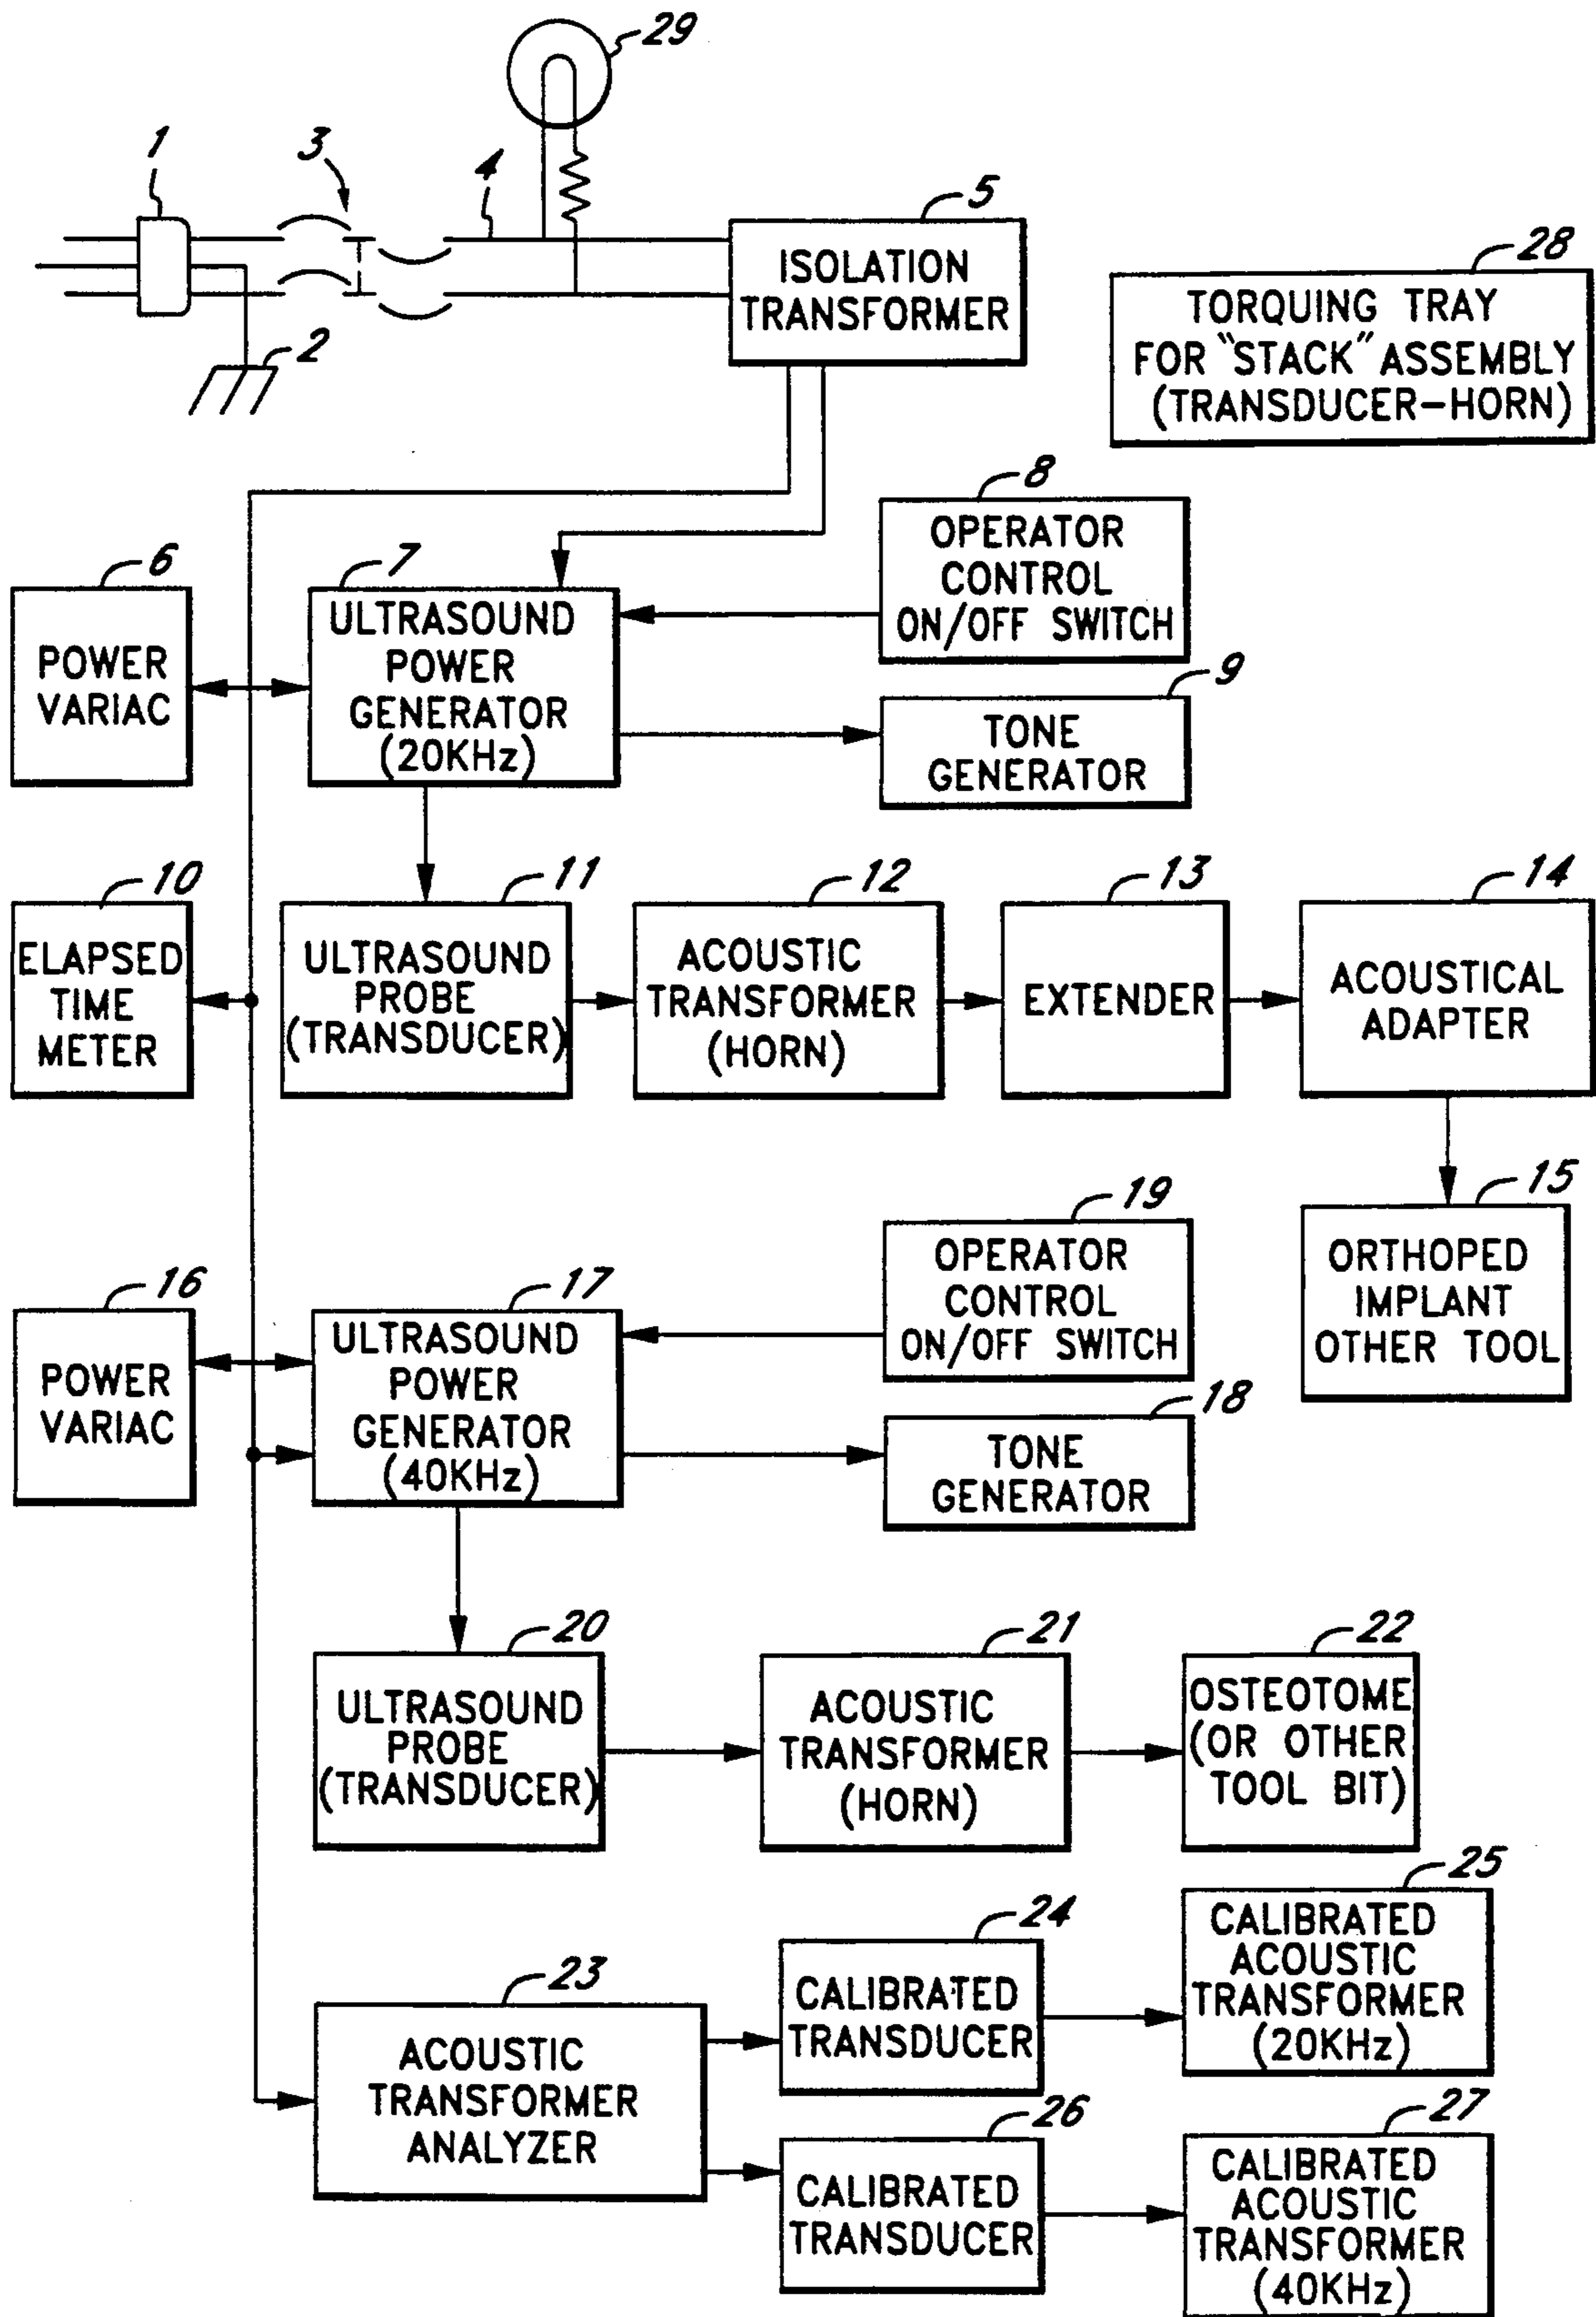 29
1
3
4
5
ISOLATION
TRANSFORMER
2
28
TORQUING TRAY
FOR "STACK" ASSEMBLY
(TRANSDUCER-HORN)
8
OPERATOR
CONTROL
ON/OFF SWITCH
6
POWER
VARIAC
7
ULTRASOUND
POWER
GENERATOR
(20KHz)
9
TONE
GENERATOR
10
ELAPSED
TIME
METER
11
ULTRASOUND
PROBE
(TRANSDUCER)
12
ACOUSTIC
TRANSFORMER
(HORN)
13
EXTENDER
14
ACOUSTICAL
ADAPTER
15
ORTHOPED
IMPLANT
OTHER TOOL
19
OPERATOR
CONTROL
ON/OFF SWITCH
16
POWER
VARIAC
17
ULTRASOUND
POWER
GENERATOR
(40KHz)
18
TONE
GENERATOR
20
ULTRASOUND
PROBE
(TRANSDUCER)
21
ACOUSTIC
TRANSFORMER
(HORN)
22
OSTEOTOME
(OR OTHER
TOOL BIT)
23
ACOUSTIC
TRANSFORMER
ANALYZER
24
CALIBRATED
TRANSDUCER
25
CALIBRATED
ACOUSTIC
TRANSFORMER
(20KHz)
26
CALIBRATED
TRANSDUCER
27
CALIBRATED
ACOUSTIC
TRANSFORMER
(40KHz)